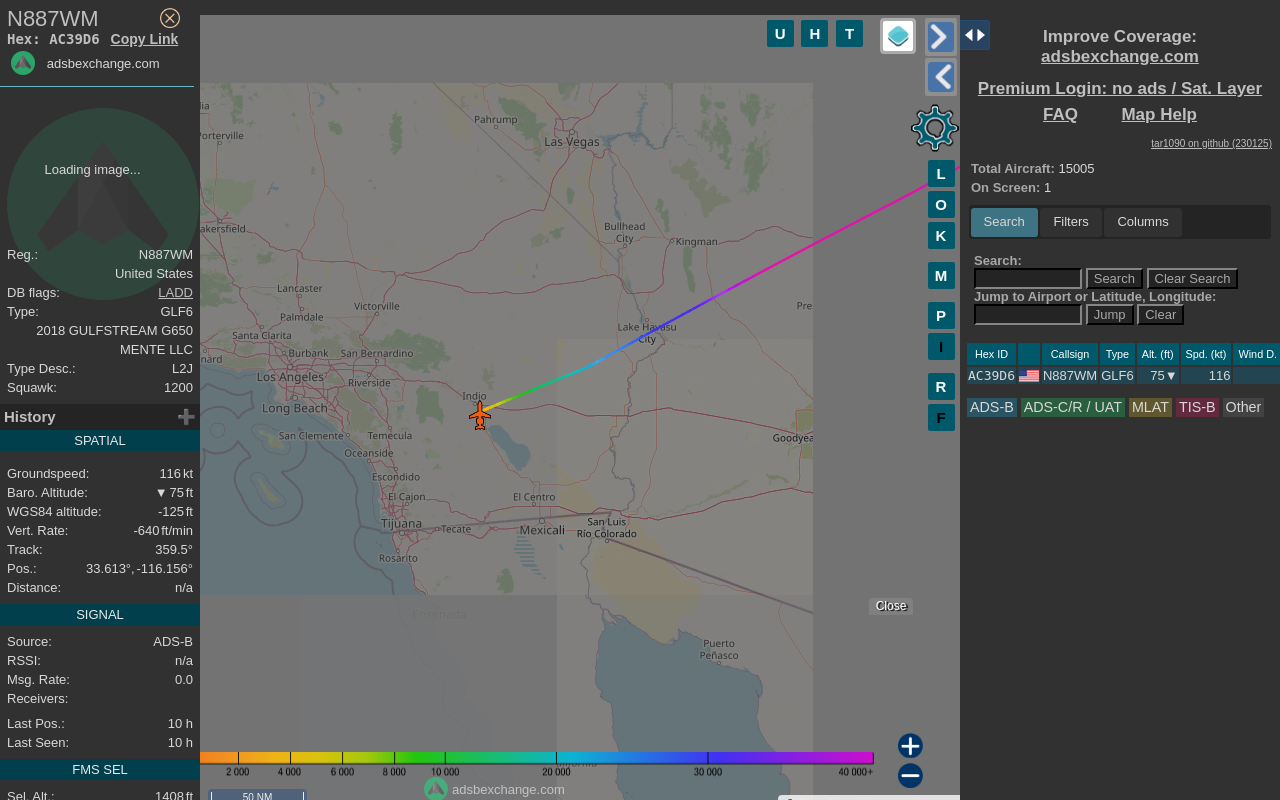 N887WM
Hex: AC39D6 Copy Link
adsbexchange.com
Loading image...
Reg.: N887WM
United States
DB flags: LADD
Type: GLF6
2018 GULFSTREAM G650
MENTE LLC
Type Desc.: L2J
Squawk: 1200
History
SPATIAL
Groundspeed: 116 kt
Baro. Altitude: ▼ 75 ft
WGS84 altitude: -125 ft
Vert. Rate: -640 ft/min
Track: 359.5°
Pos.: 33.613°, -116.156°
Distance: n/a
SIGNAL
Source: ADS-B
RSSI: n/a
Msg. Rate: 0.0
Receivers:
Last Pos.: 10 h
Last Seen: 10 h
FMS SEL
Sel. Alt.: 1408 ft
U H T
L
O
K
M
P
I
R
F
Pahrump
Las Vegas
Porterville
akersfield
Bullhead
City
Kingman
Lancaster
Victorville
Palmdale
Lake Havasu
City
Pre
Santa Clarita
nard
Burbank
San Bernardino
Los Angeles
Riverside
Indio
Long Beach
San Clemente
Temecula
Goodyea
Oceanside
Escondido
El Cajon
El Centro
Tijuana
Tecate
Mexicali
San Luis
Río Colorado
Rosarito
Ensenada
Close
Puerto
Peñasco
2 000 4 000 6 000 8 000 10 000 20 000 30 000 40 000+
adsbexchange.com
50 NM
Improve Coverage:
adsbexchange.com
Premium Login: no ads / Sat. Layer
FAQ Map Help
tar1090 on github (230125)
Total Aircraft: 15005
On Screen: 1
Search Filters Columns
Search:
Search Clear Search
Jump to Airport or Latitude, Longitude:
Jump Clear
Hex ID Callsign Type Alt. (ft) Spd. (kt) Wind D.
AC39D6 N887WM GLF6 75▼ 116
ADS-B ADS-C/R / UAT MLAT TIS-B Other